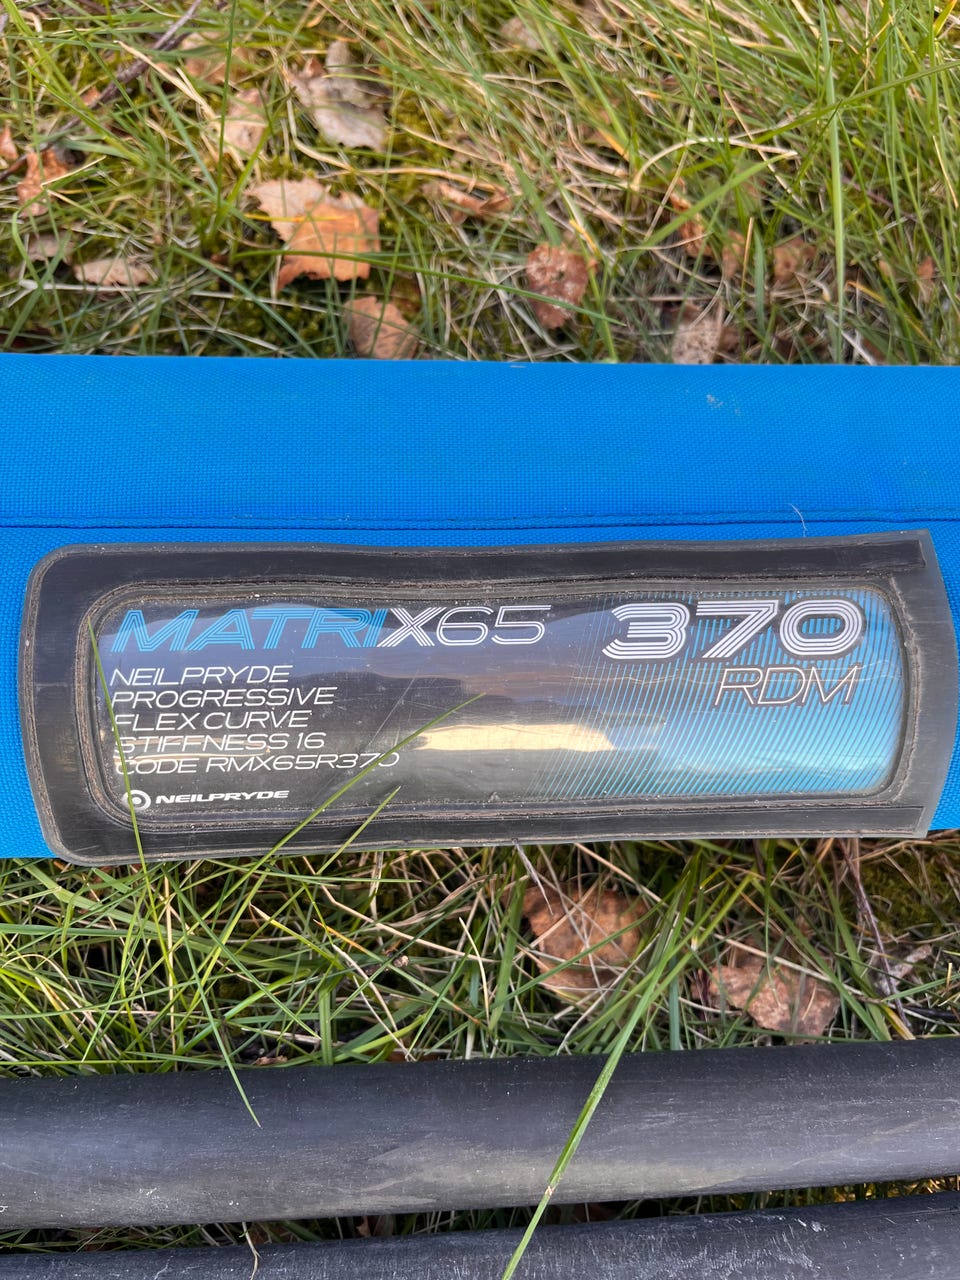 MATRIX65 370
RDM
NEILPRYDE
PROGRESSIVE
FLEX CURVE
STIFFNESS 16
CODE RMX65R370
NEILPRYDE